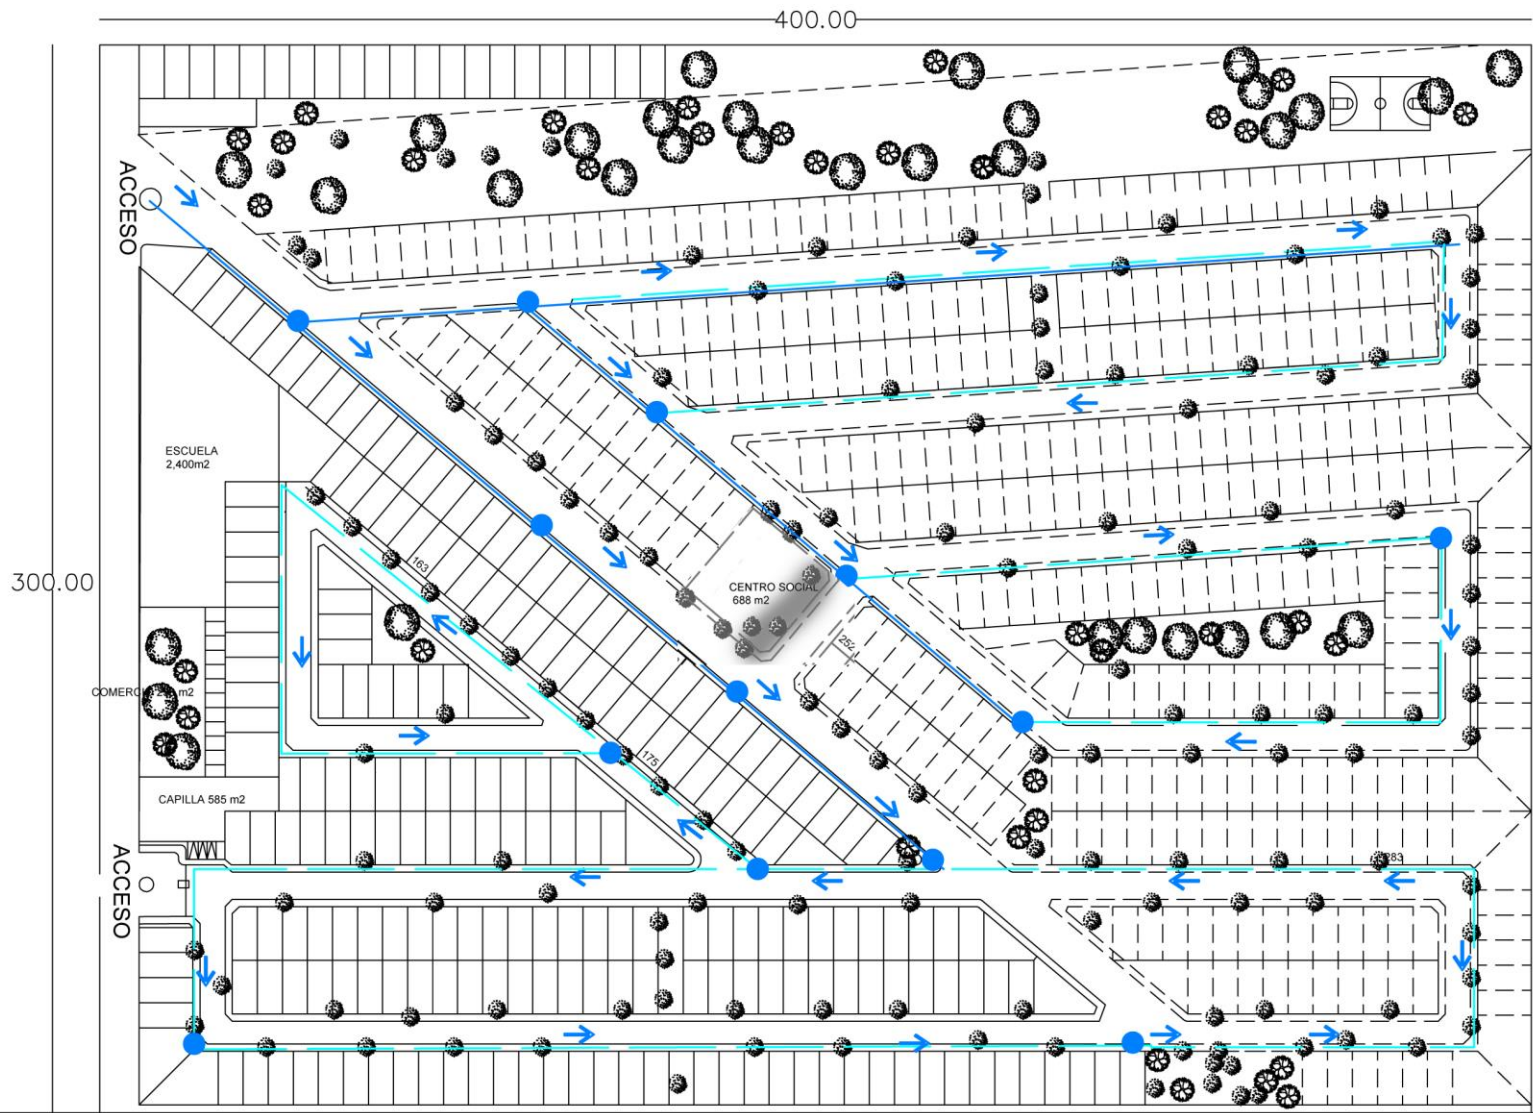 400.00
ACCESO
ESCUELA
2,400m2
163
300.00
CENTRO SOCIAL
688 m2
252
175
CAPILLA 585 m2
ACCESO
283